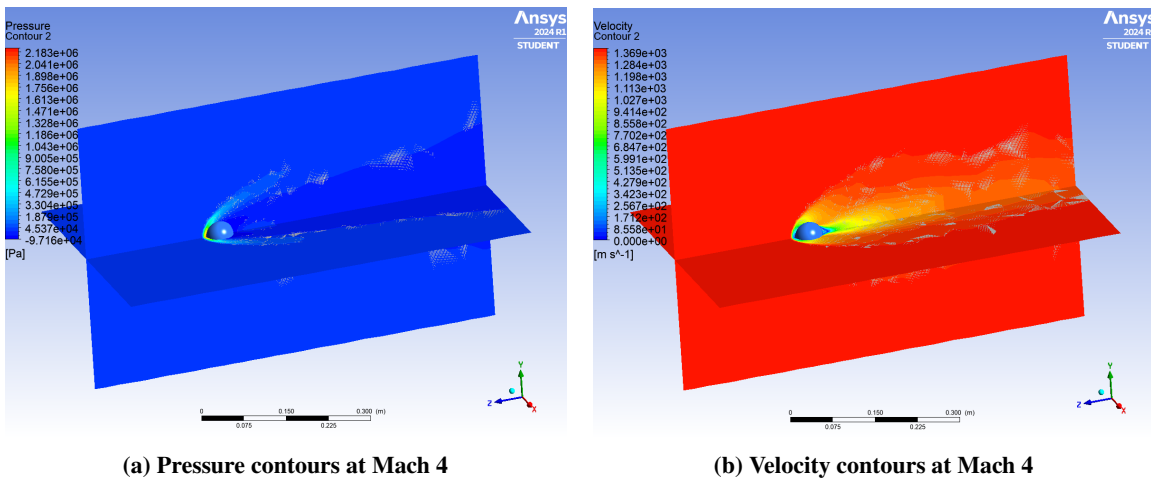 Pressure
Contour 2
2.183e+06
2.041e+06
1.898e+06
1.756e+06
1.613e+06
1.471e+06
1.328e+06
1.186e+06
1.043e+06
9.005e+05
7.580e+05
6.155e+05
4.729e+05
3.304e+05
1.879e+05
4.537e+04
-9.716e+04
[Pa]
Ansys
2024 R1
STUDENT
0
0.150
0.300
(m)
0.075
0.225
Y
Z
X
(a) Pressure contours at Mach 4
Velocity
Contour 2
1.369e+03
1.284e+03
1.198e+03
1.113e+03
1.027e+03
9.414e+02
8.558e+02
7.702e+02
6.847e+02
5.991e+02
5.135e+02
4.279e+02
3.423e+02
2.567e+02
1.712e+02
8.558e+01
0.000e+00
[m s^-1]
Ansys
2024 R1
STUDENT
0
0.150
0.300
(m)
0.075
0.225
Y
Z
X
(b) Velocity contours at Mach 4